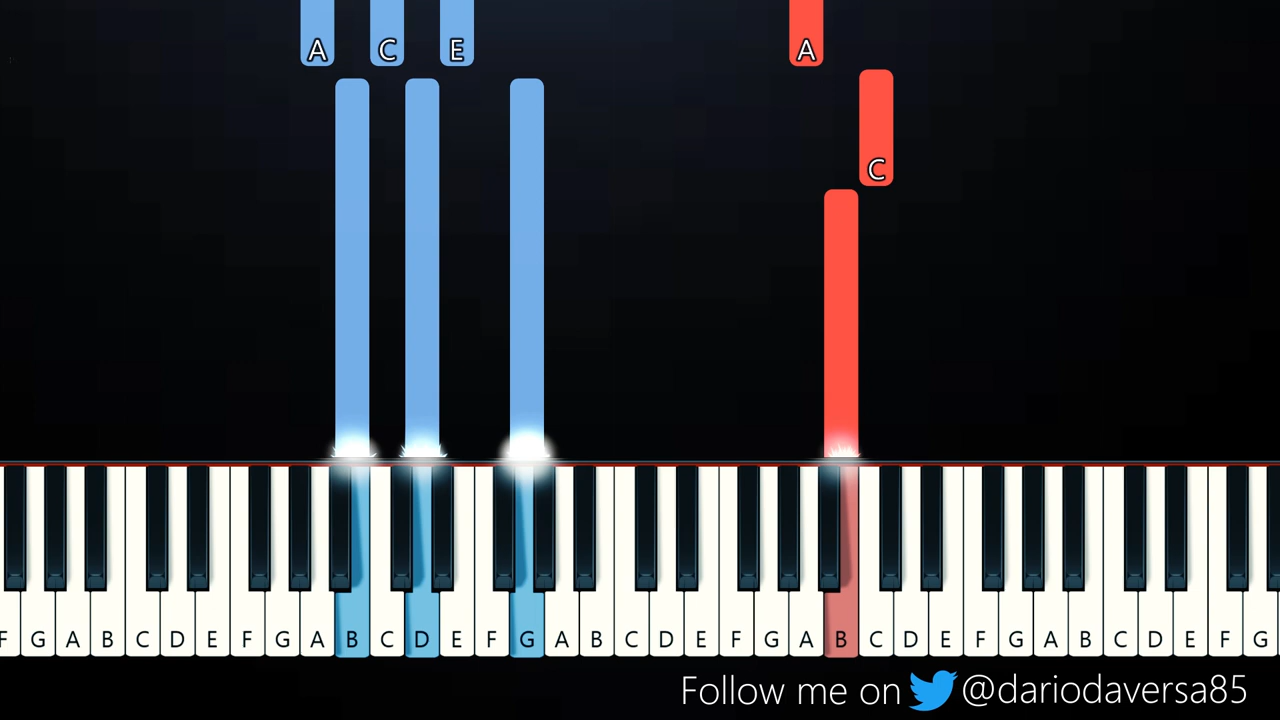 A C E A
C
F G A B C D E F G A B C D E F G A B C D E F G A B C D E F G A B C D E F G
Follow me on @dariodaversa85